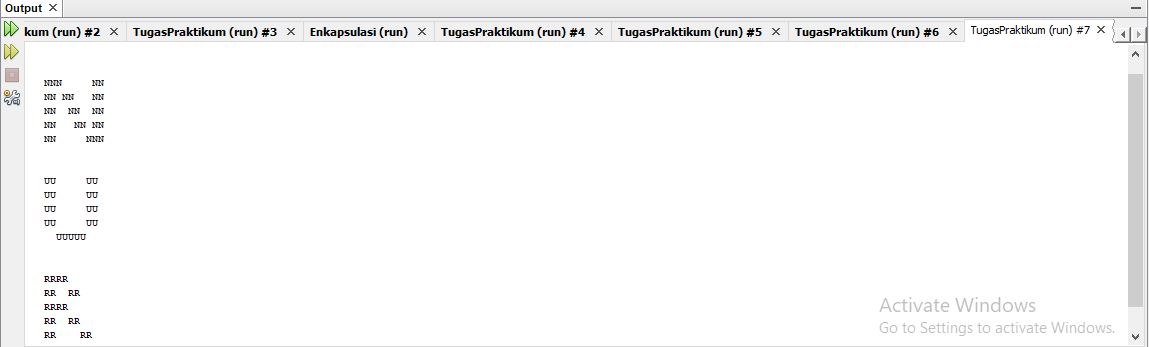 Output
kum (run) #2 TugasPraktikum (run) #3 Enkapsulasi (run) TugasPraktikum (run) #4 TugasPraktikum (run) #5 TugasPraktikum (run) #6 TugasPraktikum (run) #7
NNN     NN
NN NN   NN
NN  NN  NN
NN   NN NN
NN     NNN
UU     UU
UU     UU
UU     UU
UU     UU
  UUUUU
RRRR
RR  RR
RRRR
RR  RR
RR    RR
Activate Windows
Go to Settings to activate Windows.